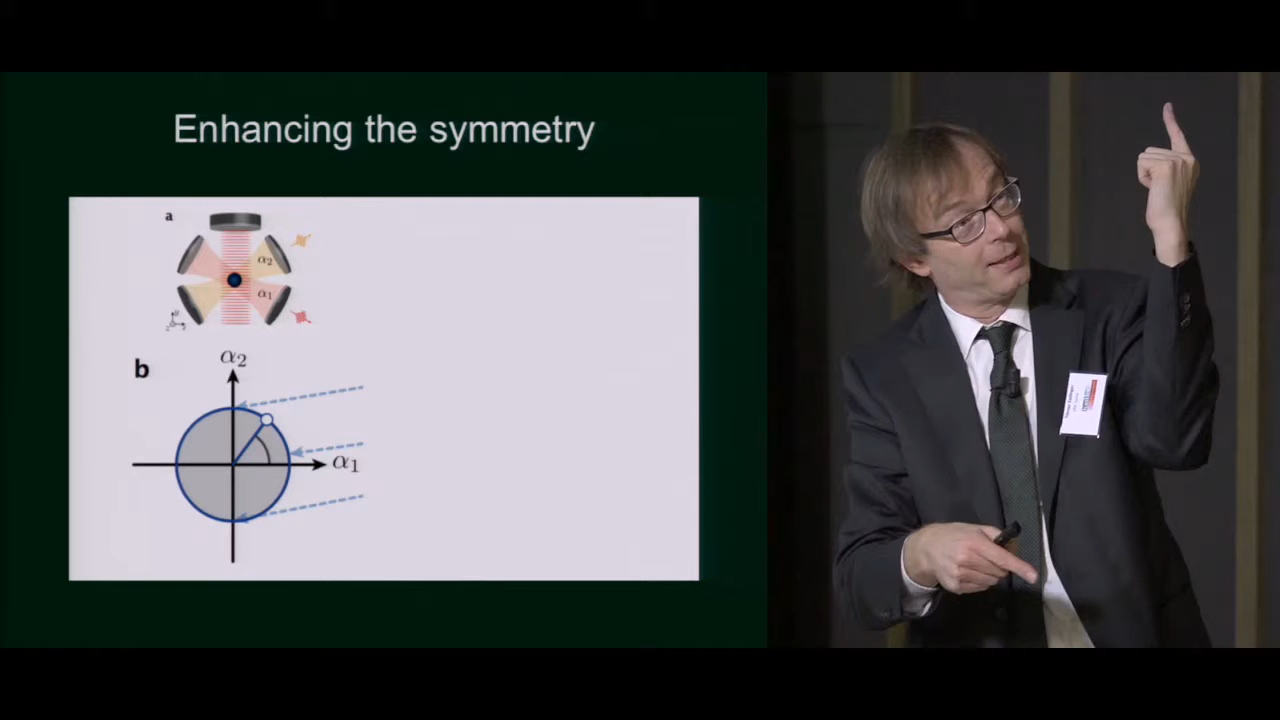 Enhancing the symmetry
a
α2
α1
b
α2
α1